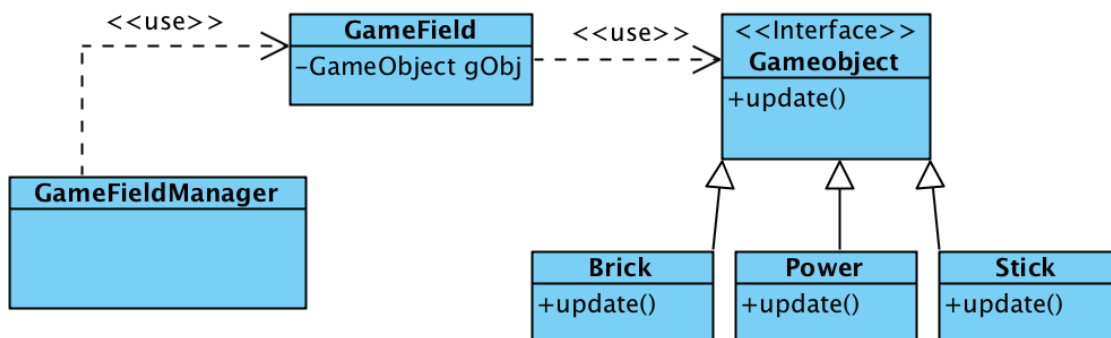 <<use>>
GameField
-GameObject gObj
<<use>>
<<Interface>>
Gameobject
+update()
GameFieldManager
Brick
+update()
Power
+update()
Stick
+update()